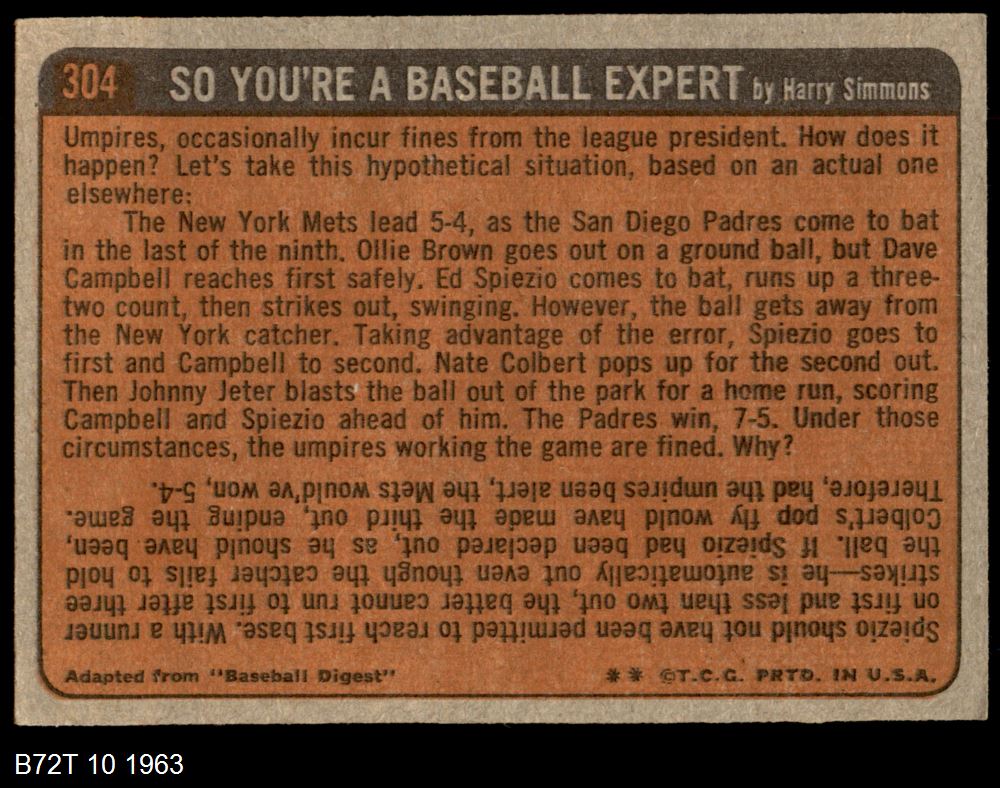 304 SO YOU'RE A BASEBALL EXPERT by Harry Simmons
Umpires, occasionally incur fines from the league president. How does it
happen? Let's take this hypothetical situation, based on an actual one
elsewhere:
The New York Mets lead 5-4, as the San Diego Padres come to bat
in the last of the ninth. Ollie Brown goes out on a ground ball, but Dave
Campbell reaches first safely. Ed Spiezio comes to bat, runs up a three-
two count, then strikes out, swinging. However, the ball gets away from
the New York catcher. Taking advantage of the error, Spiezio goes to
first and Campbell to second. Nate Colbert pops up for the second out.
Then Johnny Jeter blasts the ball out of the park for a home run, scoring
Campbell and Spiezio ahead of him. The Padres win, 7-5. Under those
circumstances, the umpires working the game are fined. Why?
Spiezio should not have been permitted to reach first base. With a runner
on first and less than two out, the batter cannot run to first after three
strikes—he is automatically out even though the catcher fails to hold
the ball. If Spiezio had been declared out, as he should have been,
Colbert's pop fly would have made the third out, ending the game.
Therefore, had the umpires been alert, the Mets would've won, 5-4.
Adapted from "Baseball Digest" ** ©T.C.G. PRTD. IN U.S.A.
B72T 10 1963